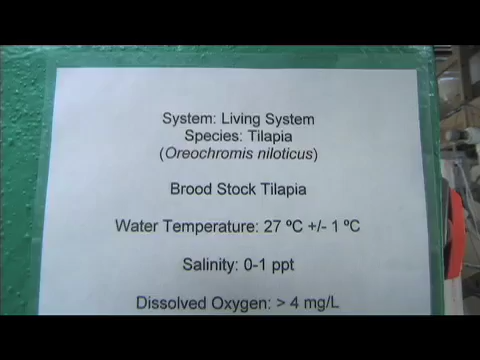 System: Living System
Species: Tilapia
(Oreochromis niloticus)
Brood Stock Tilapia
Water Temperature: 27 ºC +/- 1 ºC
Salinity: 0-1 ppt
Dissolved Oxygen: > 4 mg/L